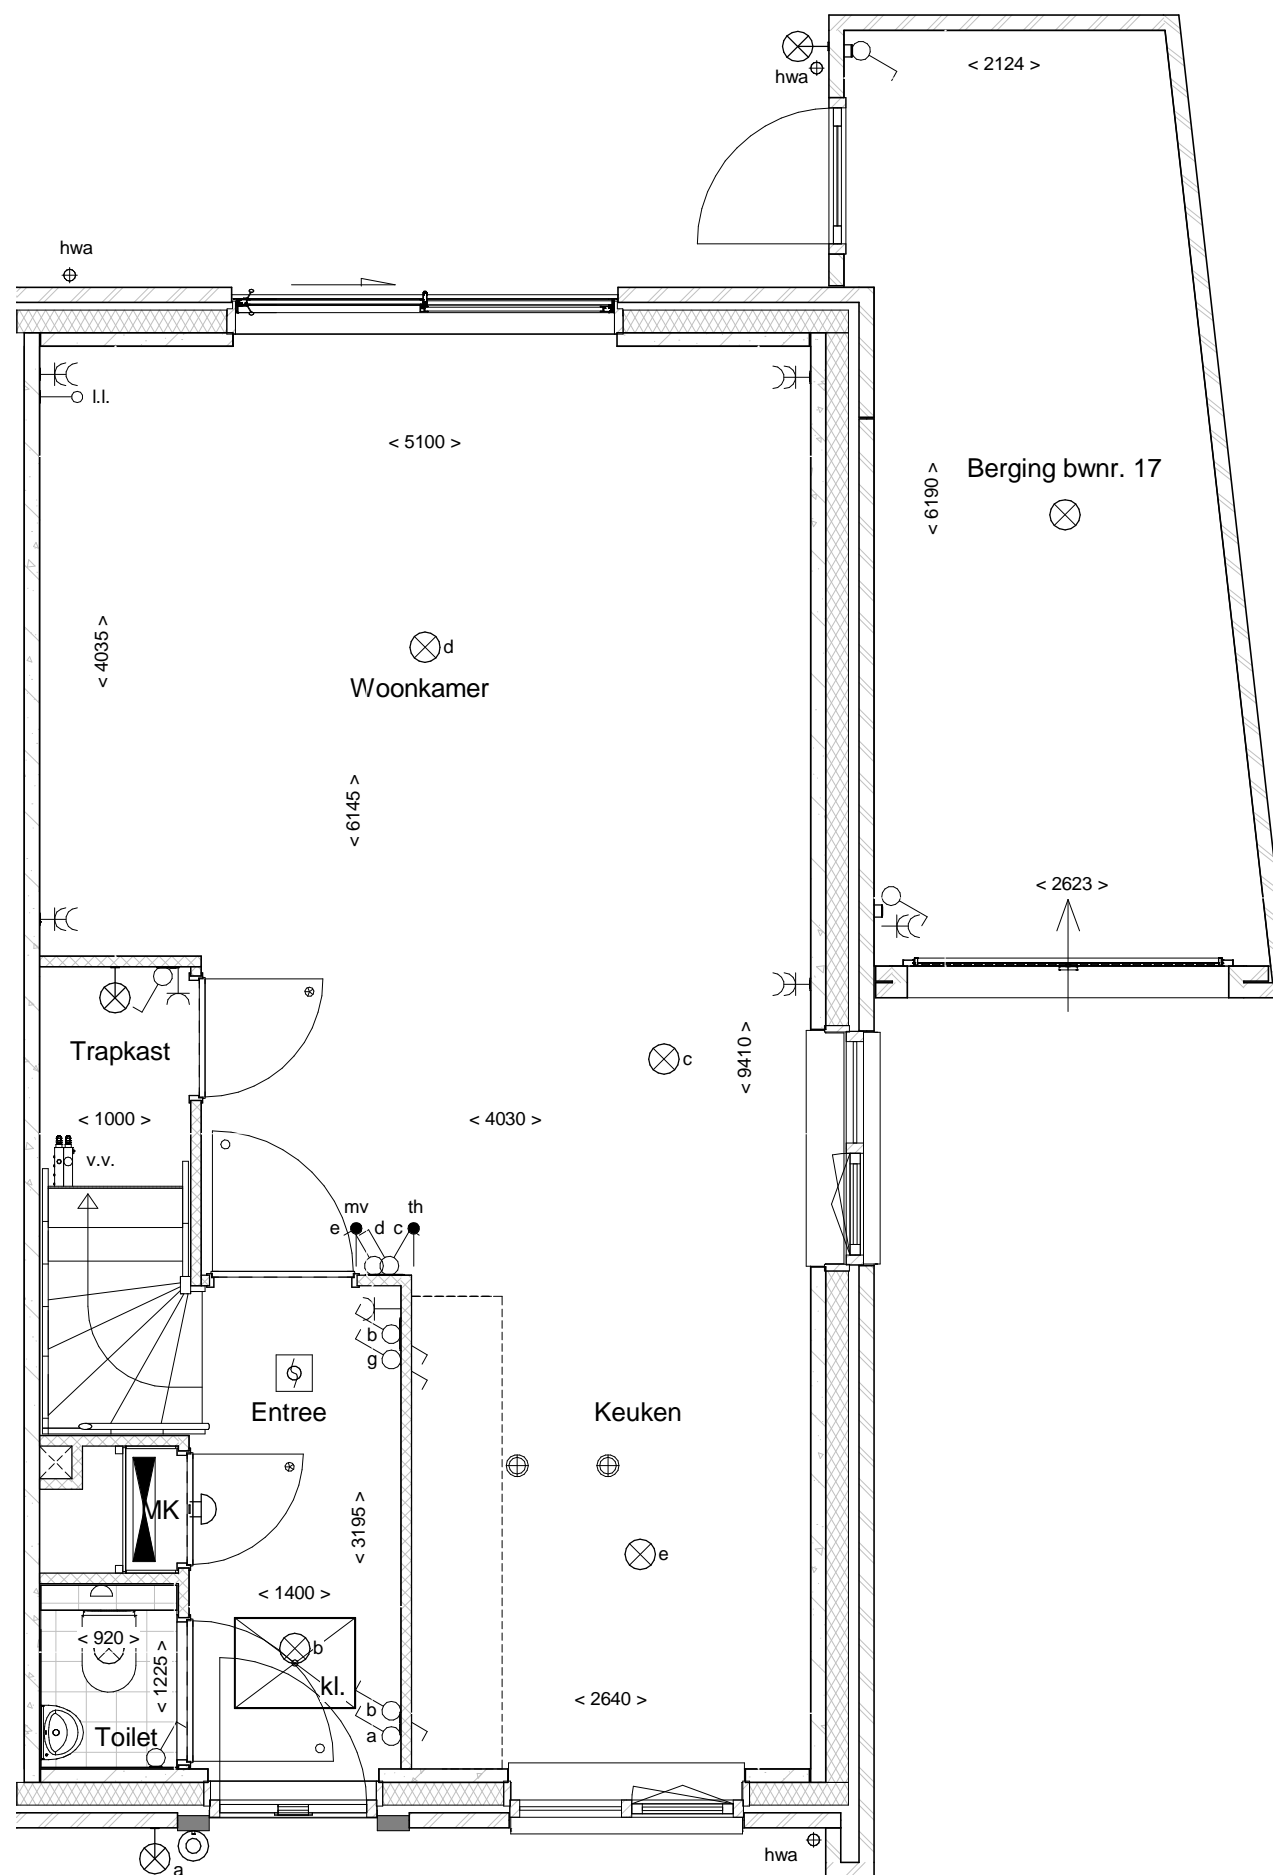 < 2124 >
hwa
hwa
l.l.
< 5100 >
Berging bwnr. 17
< 6190 >
< 4035 >
d
Woonkamer
< 6145 >
< 2623 >
Trapkast
c
< 9410 >
< 1000 >
< 4030 >
v.v.
mv
th
e
d
c
b
g
Entree
Keuken
MK
< 3195 >
e
< 1400 >
< 920 >
b
< 1225 >
kl.
< 2640 >
b
Toilet
a
hwa
a